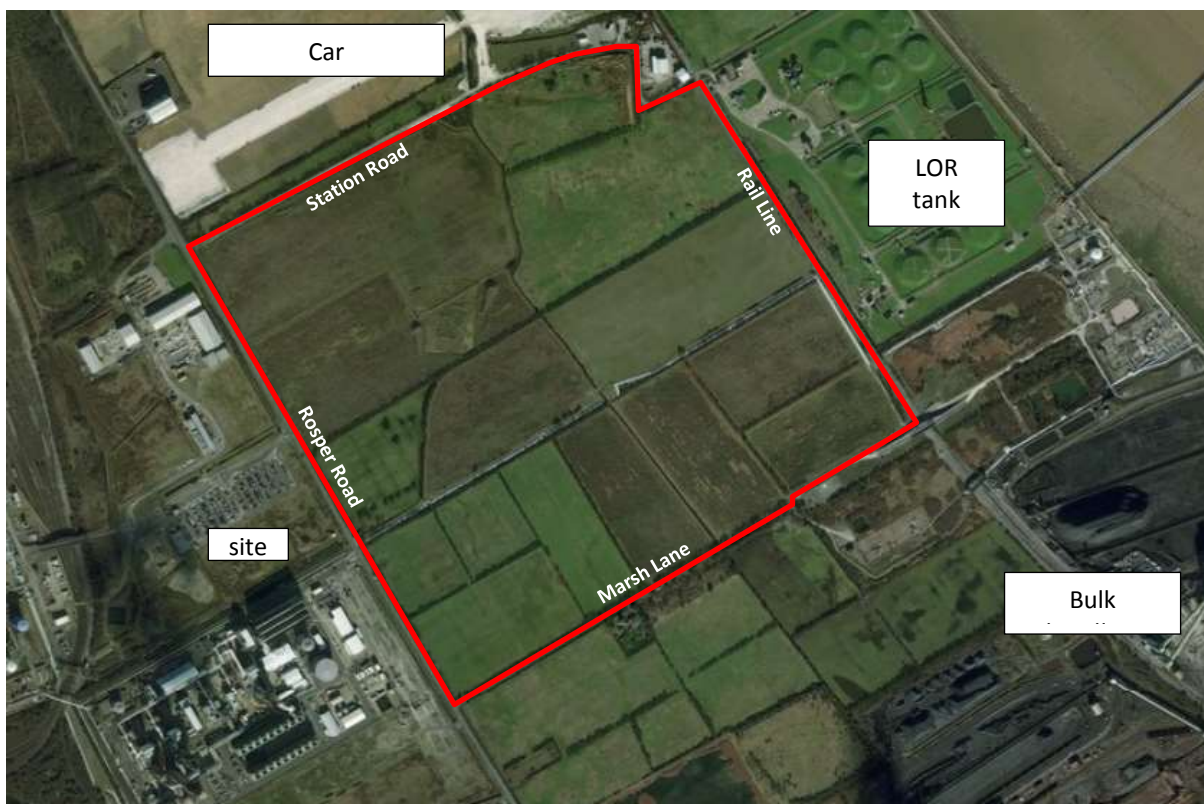 Car
Station Road
Rail Line
LOR
tank
Rosper Road
site
Marsh Lane
Bulk